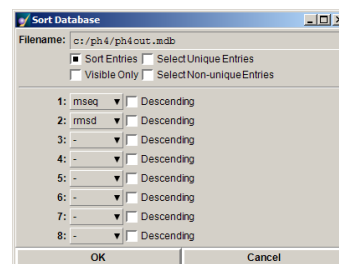 Sort Database
Filename: c:/ph4/ph4out.mdb
Sort Entries Select Unique Entries
Visible Only Select Non-unique Entries
1: mseq Descending
2: rmsd Descending
3: - Descending
4: - Descending
5: - Descending
6: - Descending
7: - Descending
8: - Descending
OK Cancel